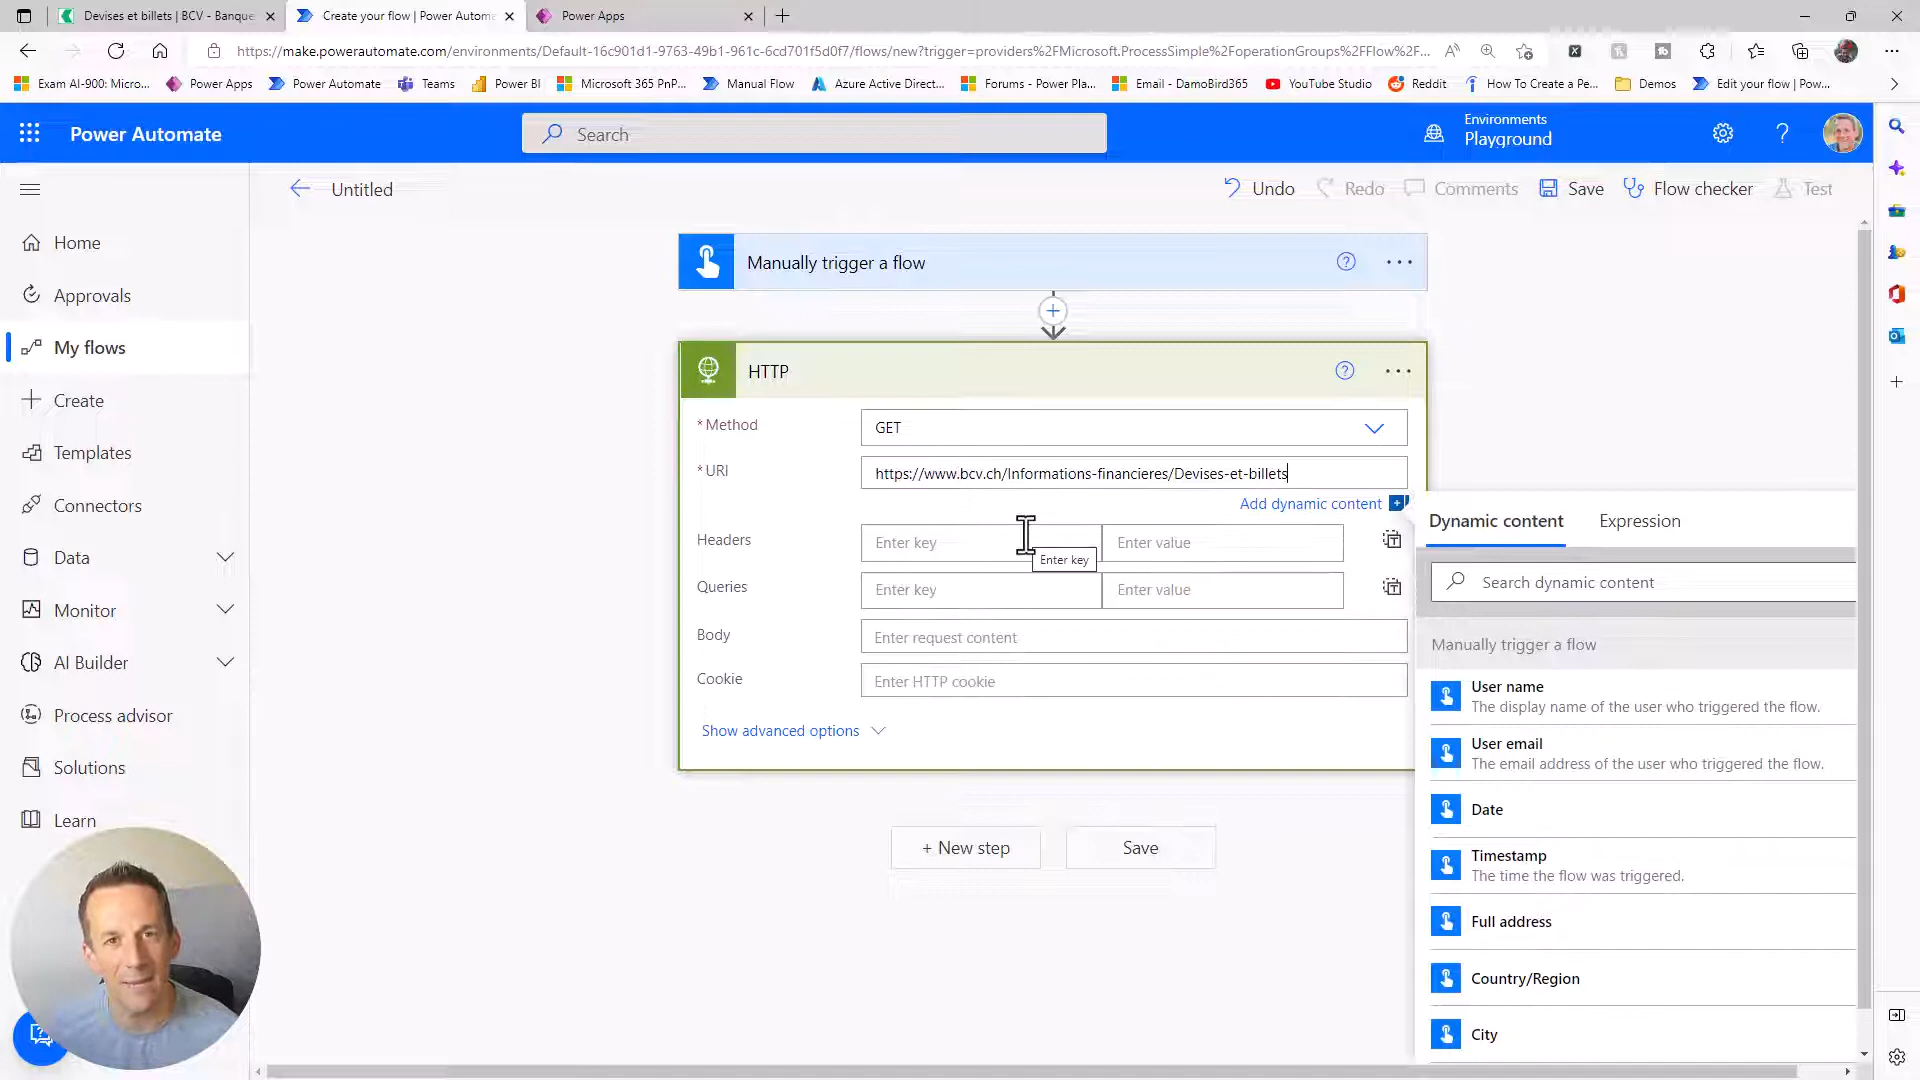 Devises et billets | BCV - Banque
Create your flow | Power Automa
Power Apps
https://make.powerautomate.com/environments/Default-16c901d1-9763-49b1-961c-6cd701f5d0f7/flows/new?trigger=providers%2FMicrosoft.ProcessSimple%2FoperationGroups%2FFlow%2F...
Exam AI-900: Micro...
Power Apps
Power Automate
Teams
Power BI
Microsoft 365 PnP...
Manual Flow
Azure Active Direct...
Forums - Power Pla...
Email - DamoBird365
YouTube Studio
Reddit
How To Create a Pe...
Demos
Edit your flow | Pow...
Power Automate
Search
Environments
Playground
Untitled
Undo
Redo
Comments
Save
Flow checker
Test
Home
Approvals
My flows
Create
Templates
Connectors
Data
Monitor
AI Builder
Process advisor
Solutions
Learn
Manually trigger a flow
HTTP
* Method
GET
* URI
https://www.bcv.ch/Informations-financieres/Devises-et-billets
Add dynamic content
Headers
Enter key
Enter value
Enter key
Queries
Enter key
Enter value
Body
Enter request content
Cookie
Enter HTTP cookie
Show advanced options
+ New step
Save
Dynamic content
Expression
Search dynamic content
Manually trigger a flow
User name
The display name of the user who triggered the flow.
User email
The email address of the user who triggered the flow.
Date
Timestamp
The time the flow was triggered.
Full address
Country/Region
City